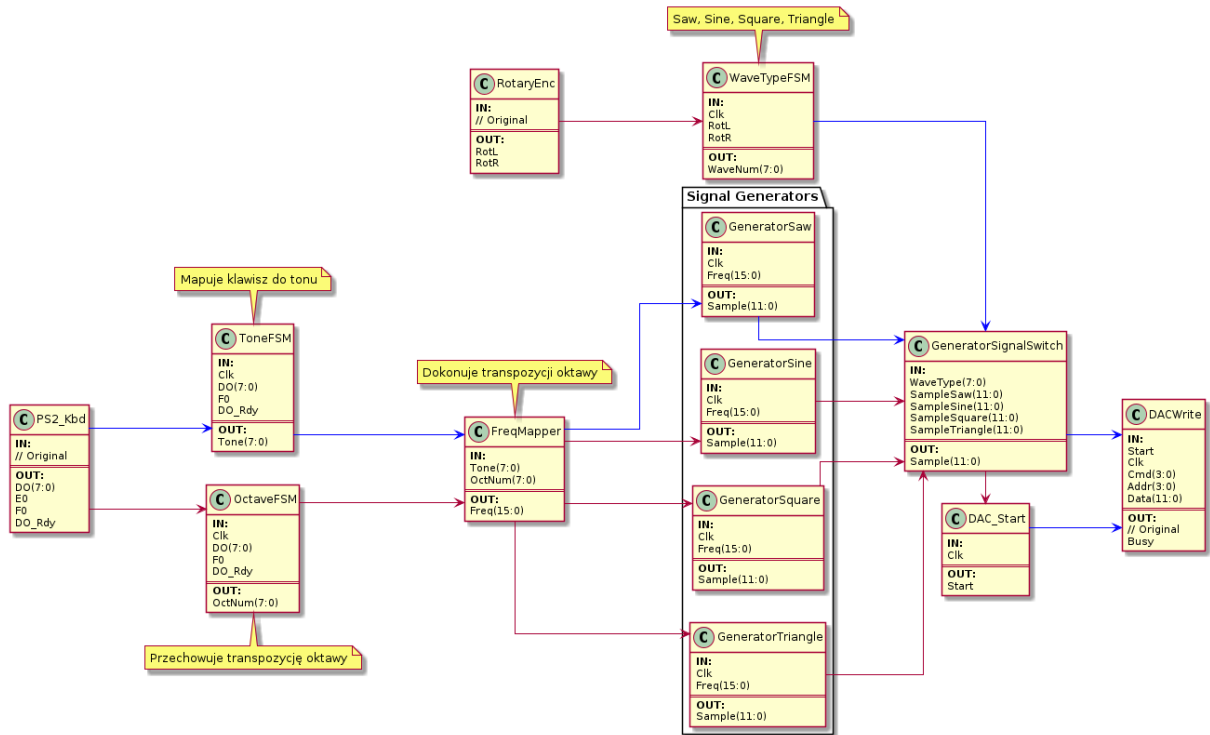 Saw, Sine, Square, Triangle
C RotaryEnc
IN:
// Original
OUT:
RotL
RotR
C WaveTypeFSM
IN:
Clk
RotL
RotR
OUT:
WaveNum(7:0)
Signal Generators
C GeneratorSaw
IN:
Clk
Freq(15:0)
OUT:
Sample(11:0)
Mapuje klawisz do tonu
C ToneFSM
IN:
Clk
DO(7:0)
F0
DO_Rdy
OUT:
Tone(7:0)
C GeneratorSignalSwitch
IN:
WaveType(7:0)
SampleSaw(11:0)
SampleSine(11:0)
SampleSquare(11:0)
SampleTriangle(11:0)
OUT:
Sample(11:0)
C GeneratorSine
IN:
Clk
Freq(15:0)
OUT:
Sample(11:0)
Dokonuje transpozycji oktawy
C PS2_Kbd
IN:
// Original
OUT:
DO(7:0)
E0
F0
DO_Rdy
C FreqMapper
IN:
Tone(7:0)
OctNum(7:0)
OUT:
Freq(15:0)
C DACWrite
IN:
Start
Clk
Cmd(3:0)
Addr(3:0)
Data(11:0)
OUT:
// Original
Busy
C OctaveFSM
IN:
Clk
DO(7:0)
F0
DO_Rdy
OUT:
OctNum(7:0)
C GeneratorSquare
IN:
Clk
Freq(15:0)
OUT:
Sample(11:0)
C DAC_Start
IN:
Clk
OUT:
Start
Przechowuje transpozycję oktawy
C GeneratorTriangle
IN:
Clk
Freq(15:0)
OUT:
Sample(11:0)